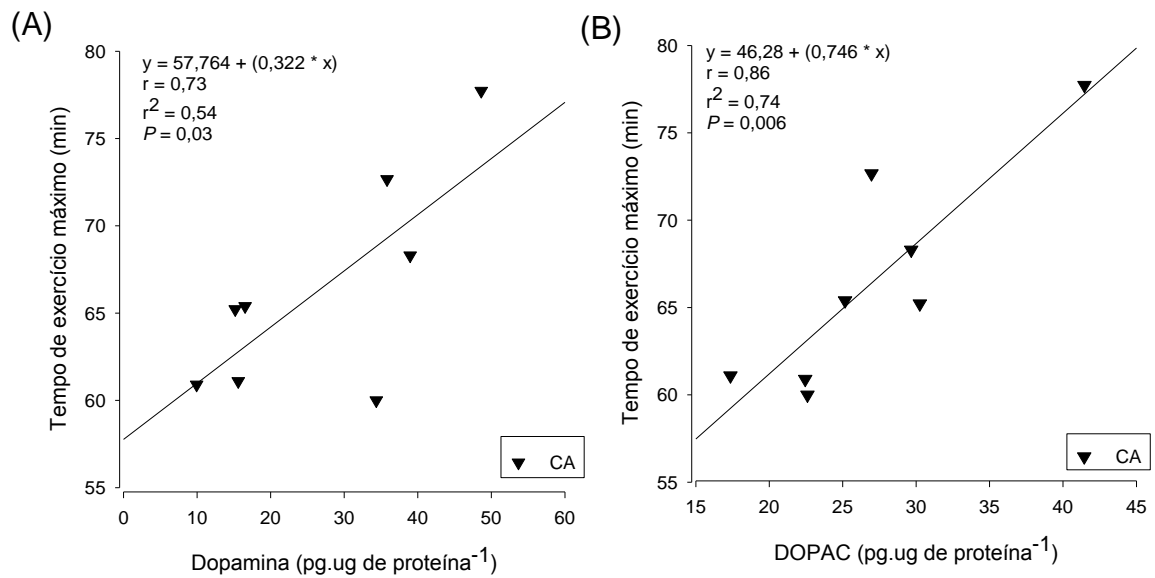 (A)
y = 57,764 + (0,322 * x)
r = 0,73
r² = 0,54
P = 0,03
Tempo de exercício máximo (min)
80
75
70
65
60
55
0 10 20 30 40 50 60
CA
Dopamina (pg.ug de proteína⁻¹)
(B)
y = 46,28 + (0,746 * x)
r = 0,86
r² = 0,74
P = 0,006
Tempo de exercício máximo (min)
80
75
70
65
60
55
15 20 25 30 35 40 45
CA
DOPAC (pg.ug de proteína⁻¹)